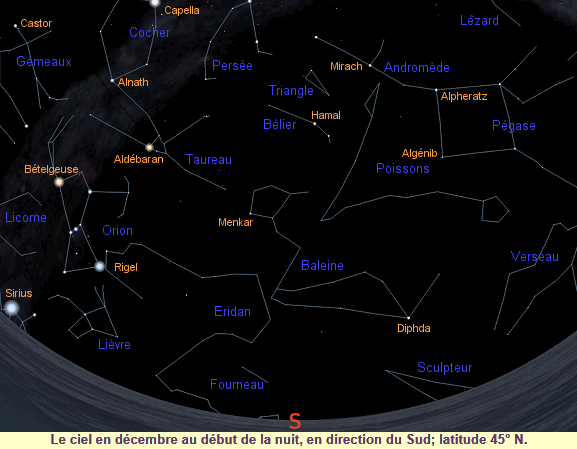 Capella
Castor
Lézard
Cocher
Gémeaux
Persée
Mirach
Andromède
Alnath
Triangle
Alpheratz
Hamal
Bélier
Pégase
Algénib
Aldébaran
Taureau
Poissons
Bételgeuse
Licorne
Menkar
Orion
Verseau
Rigel
Baleine
Sirius
Eridan
Diphda
Lièvre
Sculpteur
Fourneau
S
Le ciel en décembre au début de la nuit, en direction du Sud; latitude 45° N.